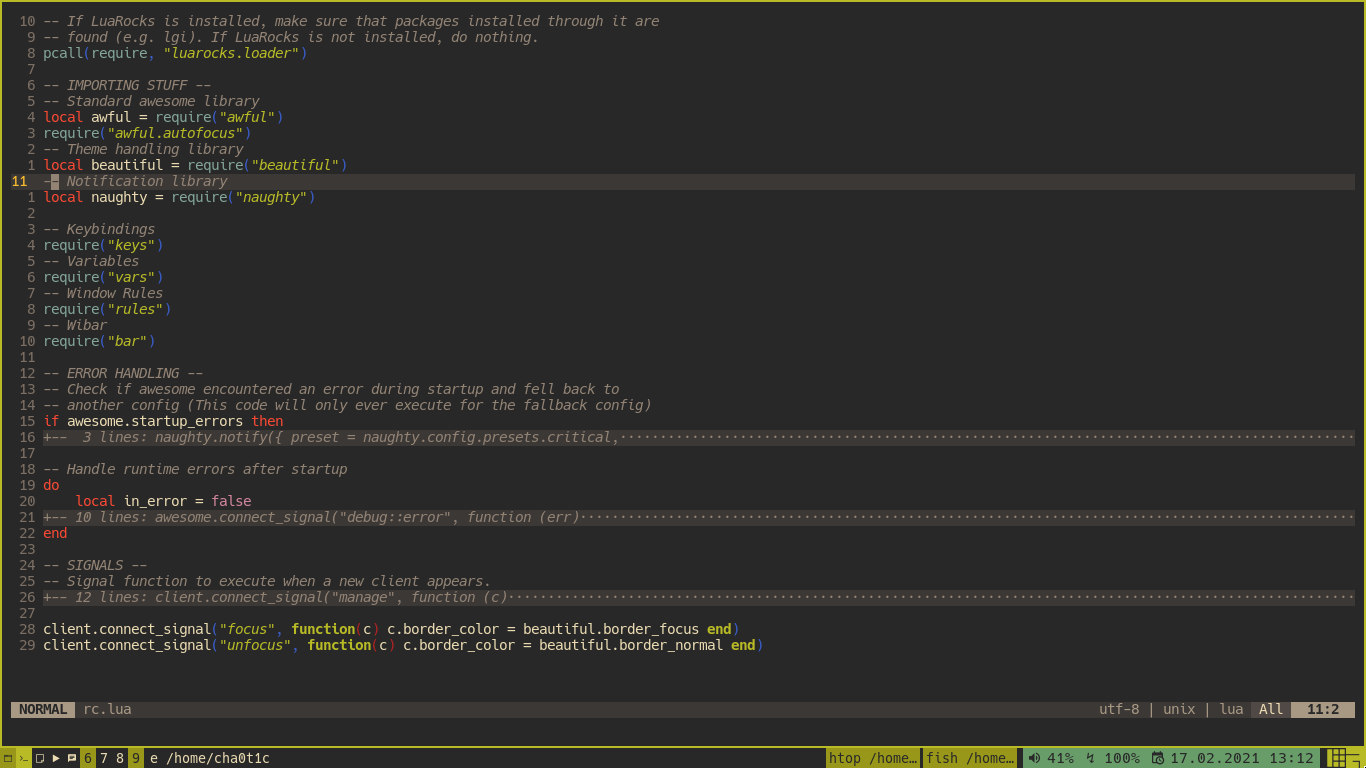 10 -- If LuaRocks is installed, make sure that packages installed through it are
9 -- found (e.g. lgi). If LuaRocks is not installed, do nothing.
8 pcall(require, "luarocks.loader")
7
6 -- IMPORTING STUFF --
5 -- Standard awesome library
4 local awful = require("awful")
3 require("awful.autofocus")
2 -- Theme handling library
1 local beautiful = require("beautiful")
11 -- Notification library
1 local naughty = require("naughty")
2
3 -- Keybindings
4 require("keys")
5 -- Variables
6 require("vars")
7 -- Window Rules
8 require("rules")
9 -- Wibar
10 require("bar")
11
12 -- ERROR HANDLING --
13 -- Check if awesome encountered an error during startup and fell back to
14 -- another config (This code will only ever execute for the fallback config)
15 if awesome.startup_errors then
16 +--  3 lines: naughty.notify({ preset = naughty.config.presets.critical,············································································································
17
18 -- Handle runtime errors after startup
19 do
20     local in_error = false
21 +-- 10 lines: awesome.connect_signal("debug::error", function (err)·················································································································
22 end
23
24 -- SIGNALS --
25 -- Signal function to execute when a new client appears.
26 +-- 12 lines: client.connect_signal("manage", function (c)··························································································································
27
28 client.connect_signal("focus", function(c) c.border_color = beautiful.border_focus end)
29 client.connect_signal("unfocus", function(c) c.border_color = beautiful.border_normal end)
NORMAL rc.lua utf-8 | unix | lua All 11:2
6 7 8 9 e /home/cha0t1c htop /home… fish /home… 41% 100% 17.02.2021 13:12